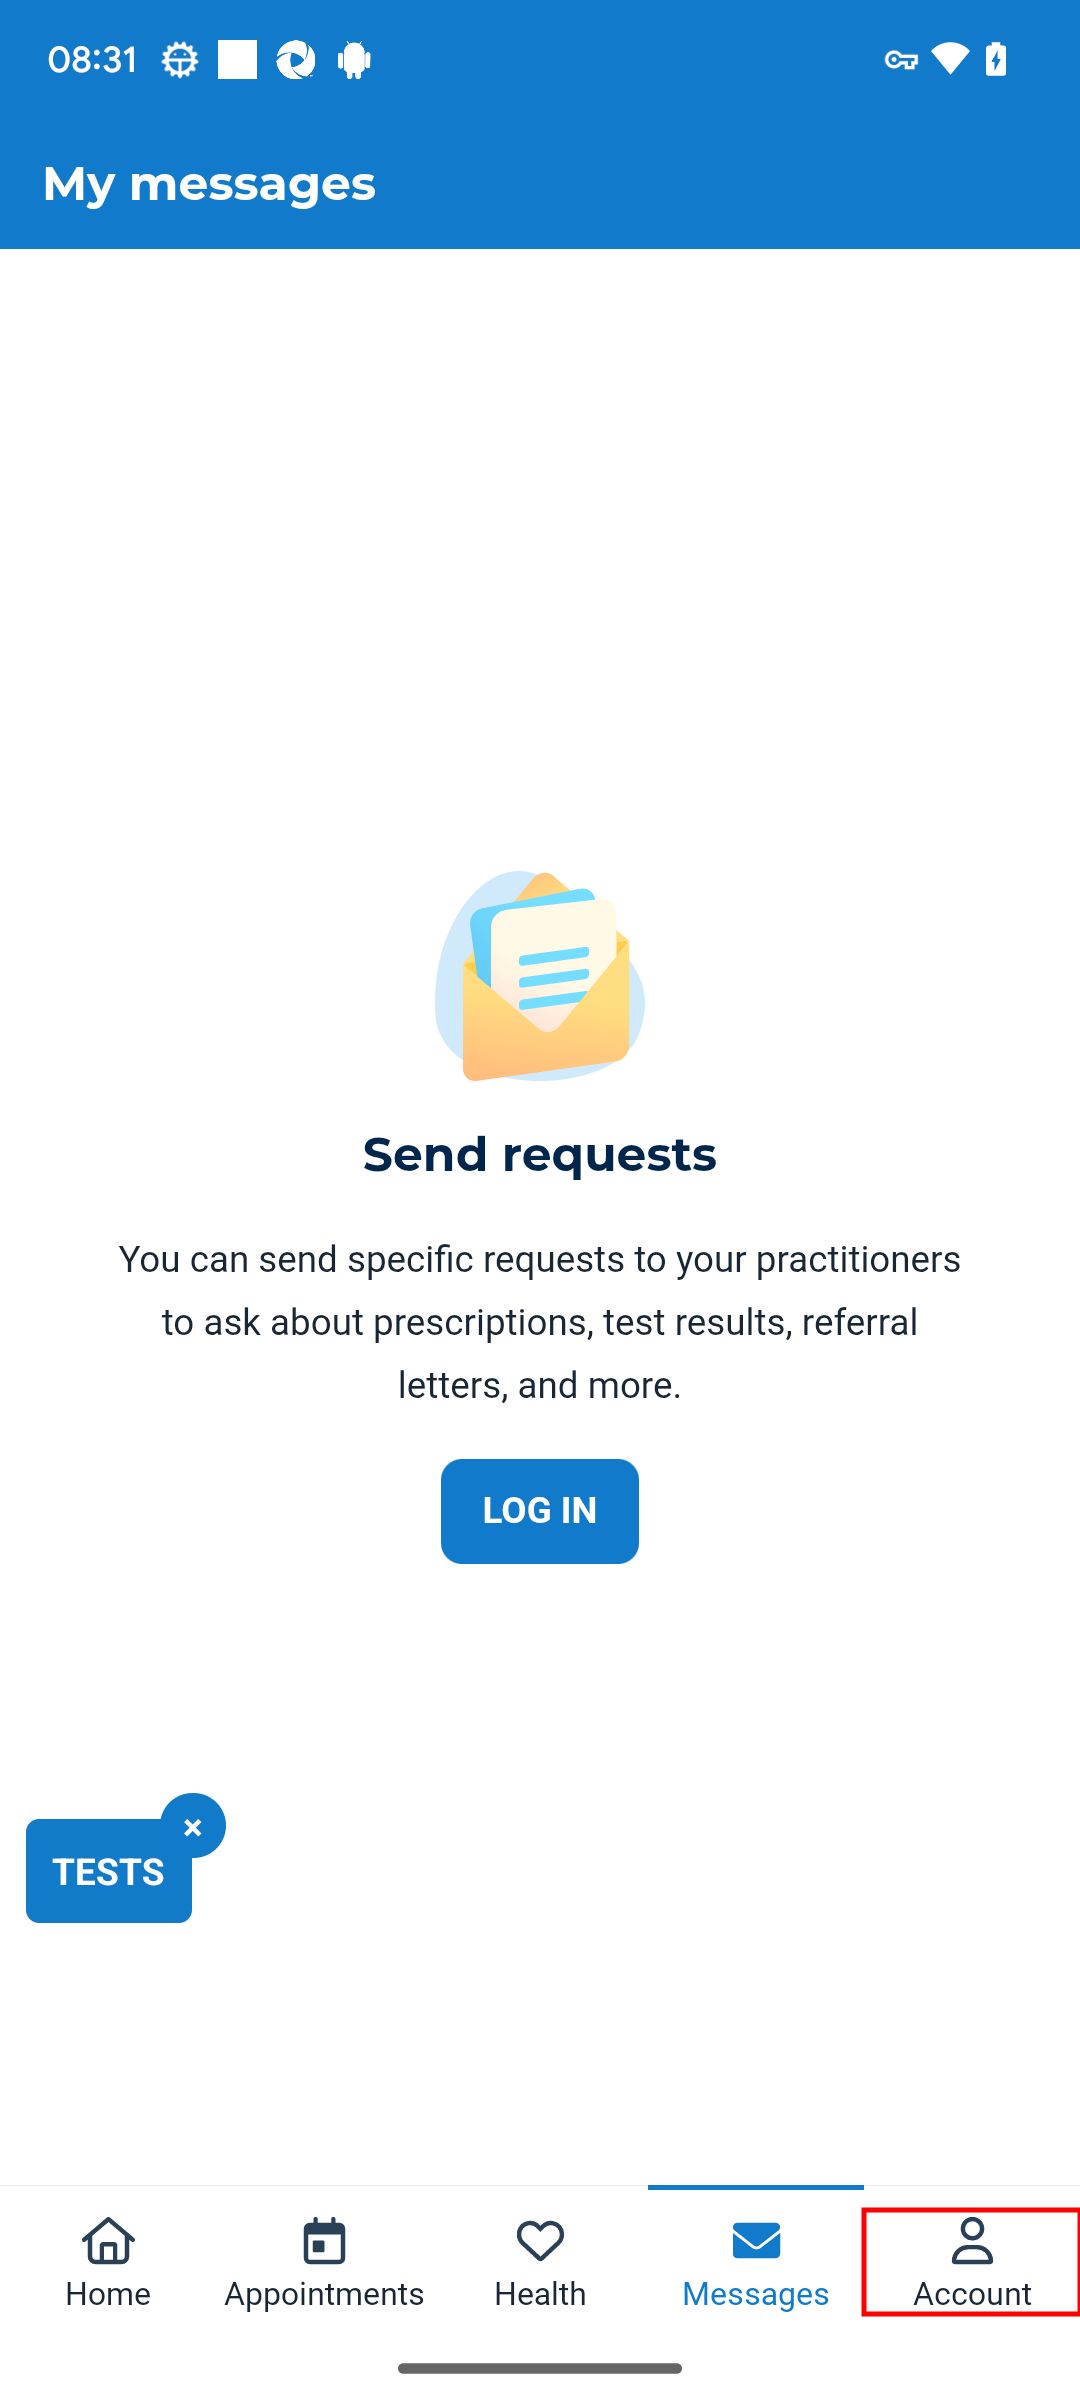 08:31
My messages
Send requests
You can send specific requests to your practitioners
to ask about prescriptions, test results, referral
letters, and more.
LOG IN
×
TESTS
Home
Appointments
Health
Messages
Account